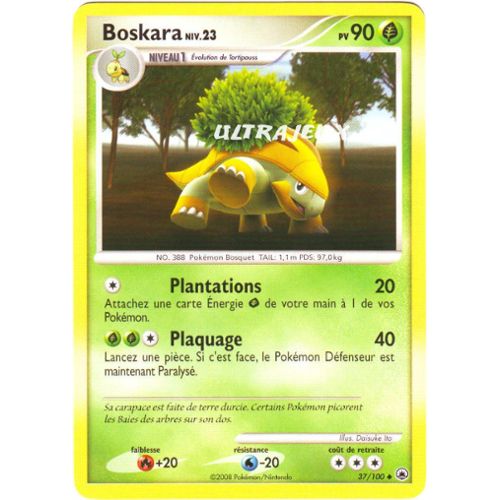 Boskara NIV.23 PV 90
NIVEAU 1 Évolution de Tortipouss
ULTRAJEUX
NO. 388 Pokémon Bosquet TAIL: 1,1 m PDS: 97,0 kg
Plantations 20
Attachez une carte Énergie de votre main à 1 de vos
Pokémon.
Plaquage 40
Lancez une pièce. Si c'est face, le Pokémon Défenseur est
maintenant Paralysé.
Sa carapace est faite de terre durcie. Certains Pokémon picorent
les Baies des arbres sur son dos.
Illus. Daisuke Ito
faiblesse résistance coût de retraite
+20 -20
©2008 Pokémon/Nintendo 37/100